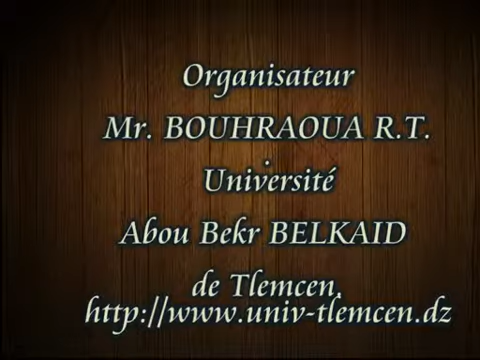 Organisateur
Mr. BOUHRAOUA R.T.
.
Université
Abou Bekr BELKAID
de Tlemcen.
http://www.univ-tlemcen.dz